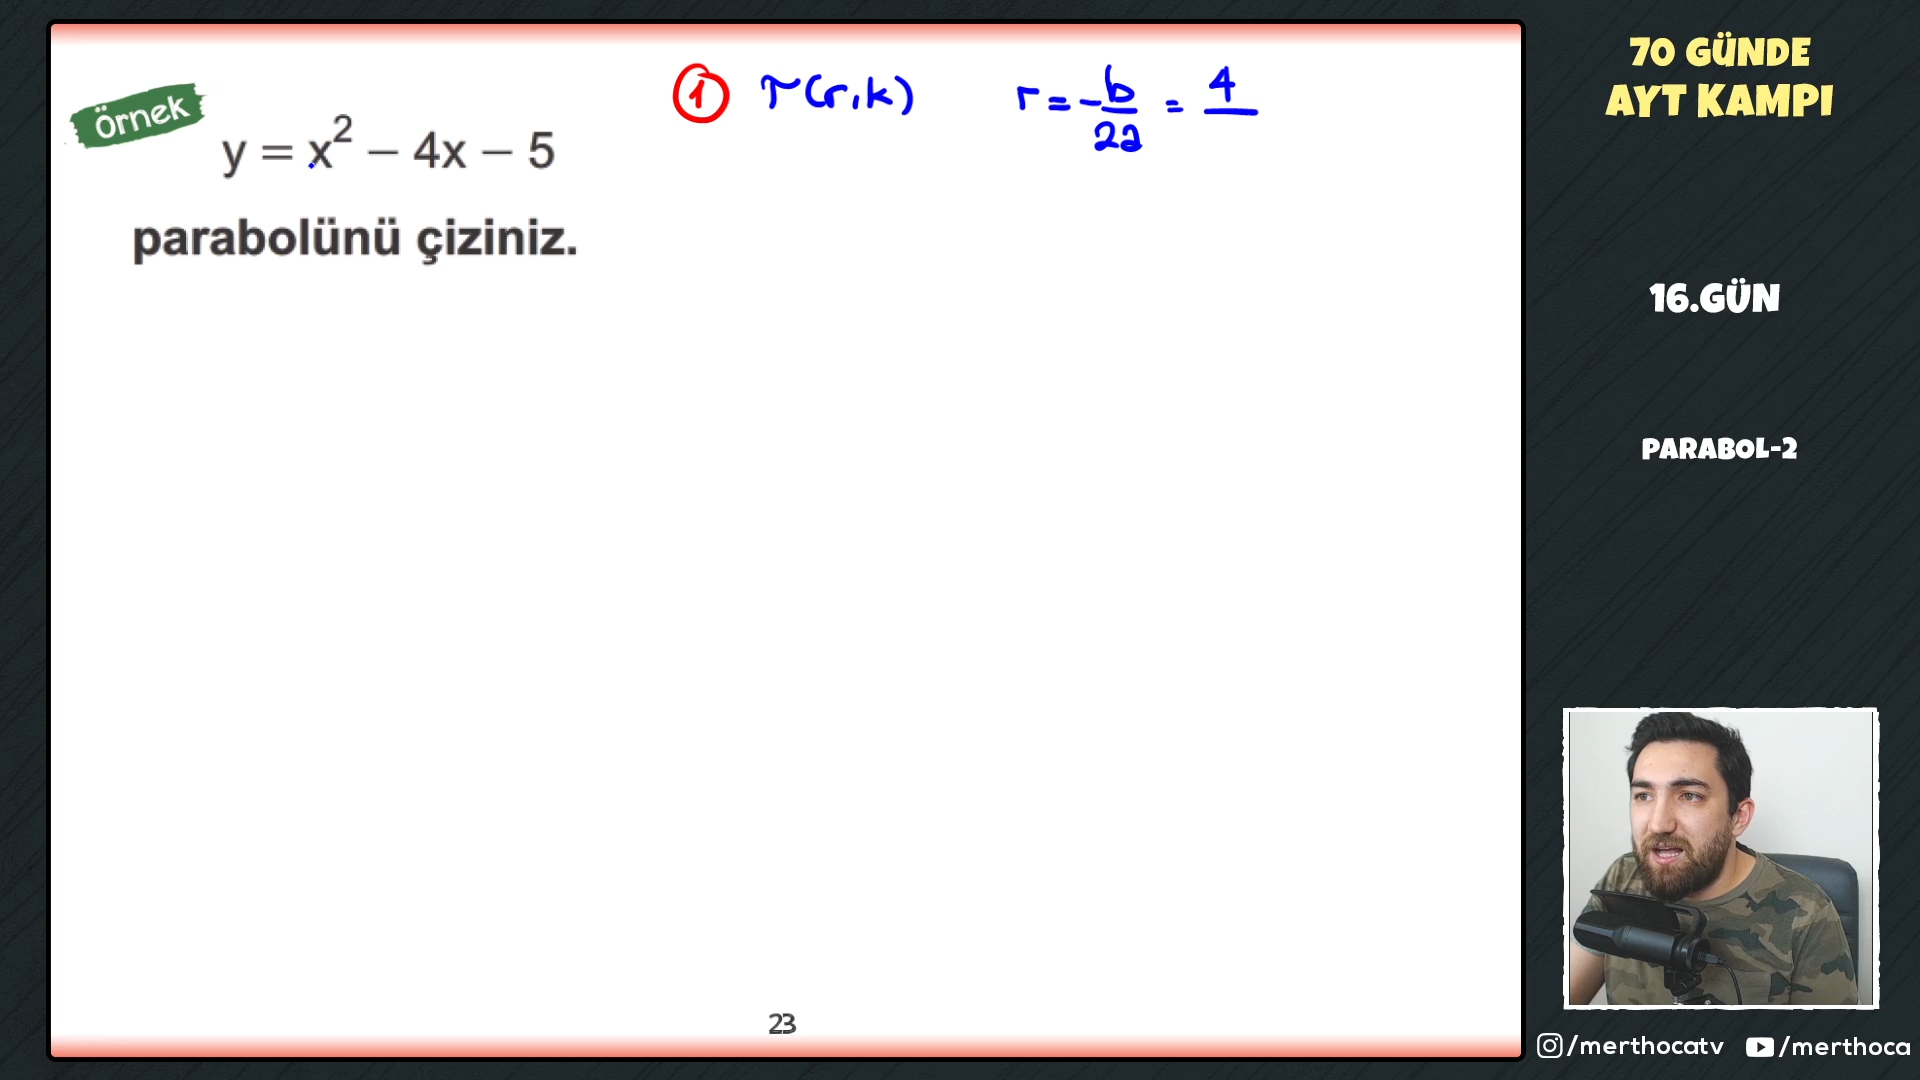 örnek
y = x² – 4x – 5
parabolünü çiziniz.
① T(r,k) r = -b/2a = 4/
23
70 GÜNDE
AYT KAMPI
16.GÜN
PARABOL-2
/merthocatv /merthoca